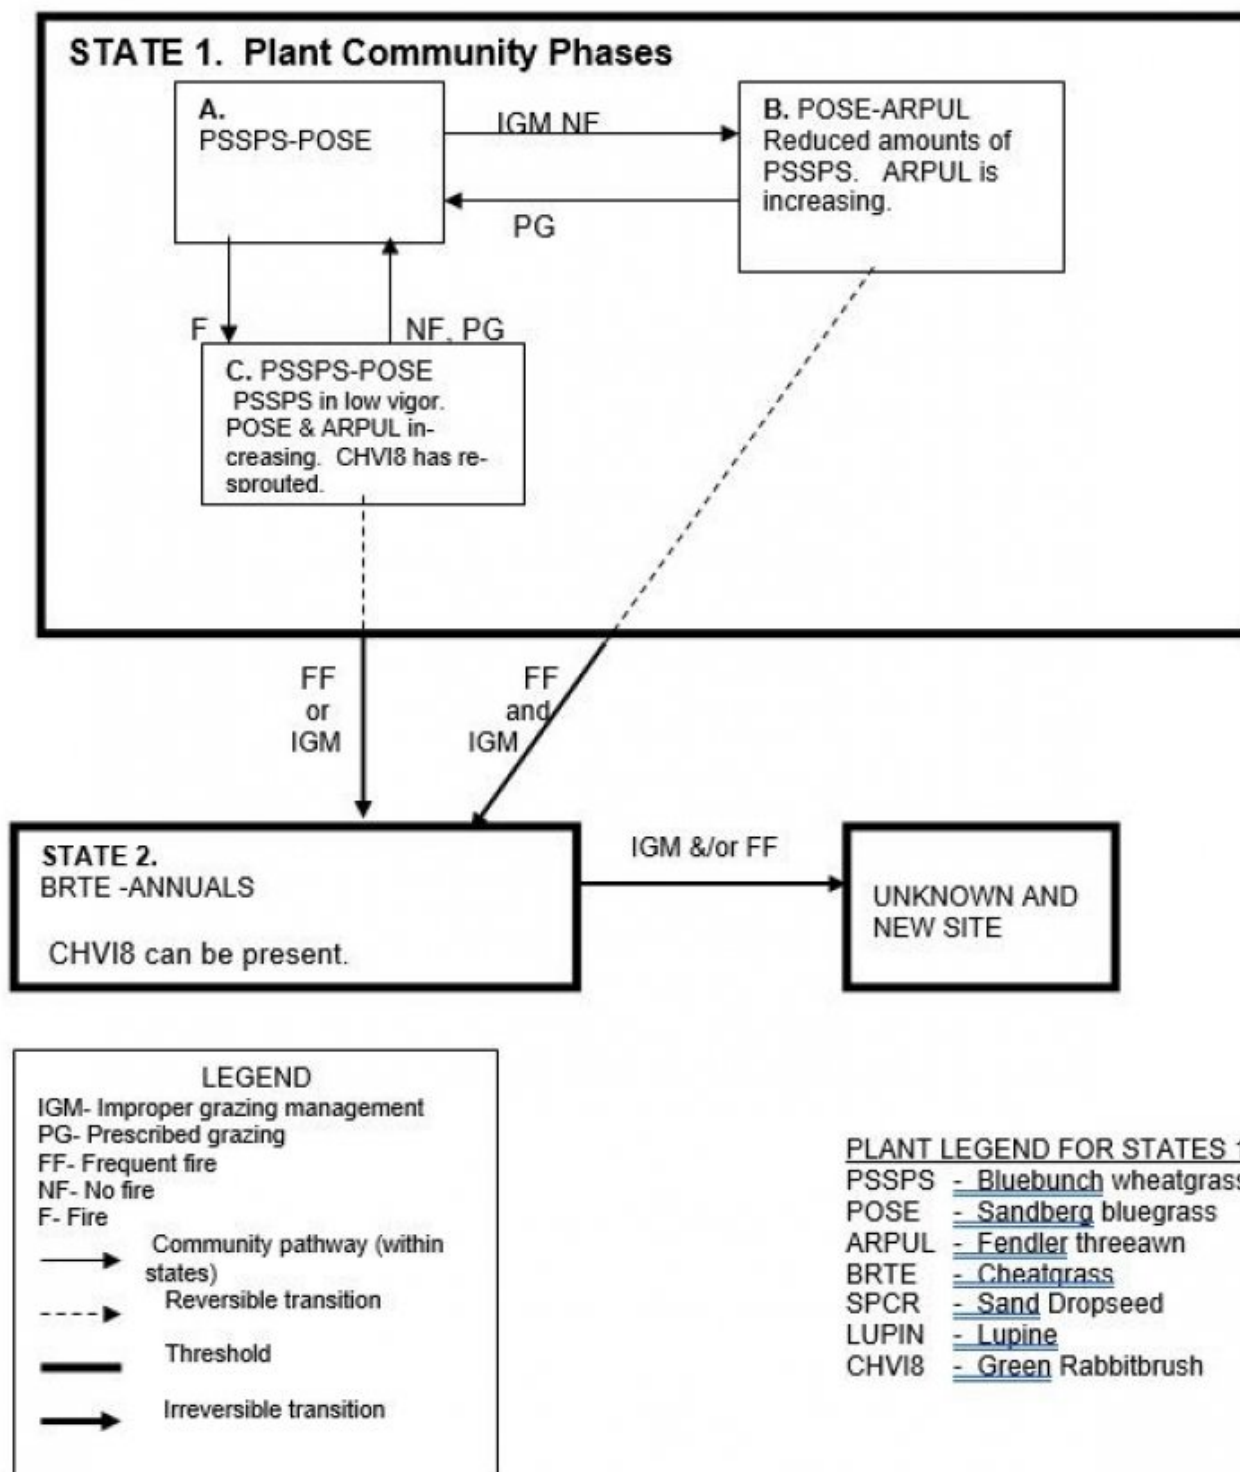 STATE 1. Plant Community Phases
A.
PSSPS-POSE
IGM NF
B. POSE-ARPUL
Reduced amounts of
PSSPS. ARPUL is
increasing.
PG
F
NF, PG
C. PSSPS-POSE
PSSPS in low vigor.
POSE & ARPUL in-
creasing. CHVI8 has re-
sprouted.
FF
or
IGM
FF
and
IGM
STATE 2.
BRTE -ANNUALS
CHVI8 can be present.
IGM &/or FF
UNKNOWN AND
NEW SITE
LEGEND
IGM- Improper grazing management
PG- Prescribed grazing
FF- Frequent fire
NF- No fire
F- Fire
Community pathway (within
states)
Reversible transition
Threshold
Irreversible transition
PLANT LEGEND FOR STATES 1
PSSPS - Bluebunch wheatgrass
POSE - Sandberg bluegrass
ARPUL - Fendler threeawn
BRTE - Cheatgrass
SPCR - Sand Dropseed
LUPIN - Lupine
CHVI8 - Green Rabbitbrush